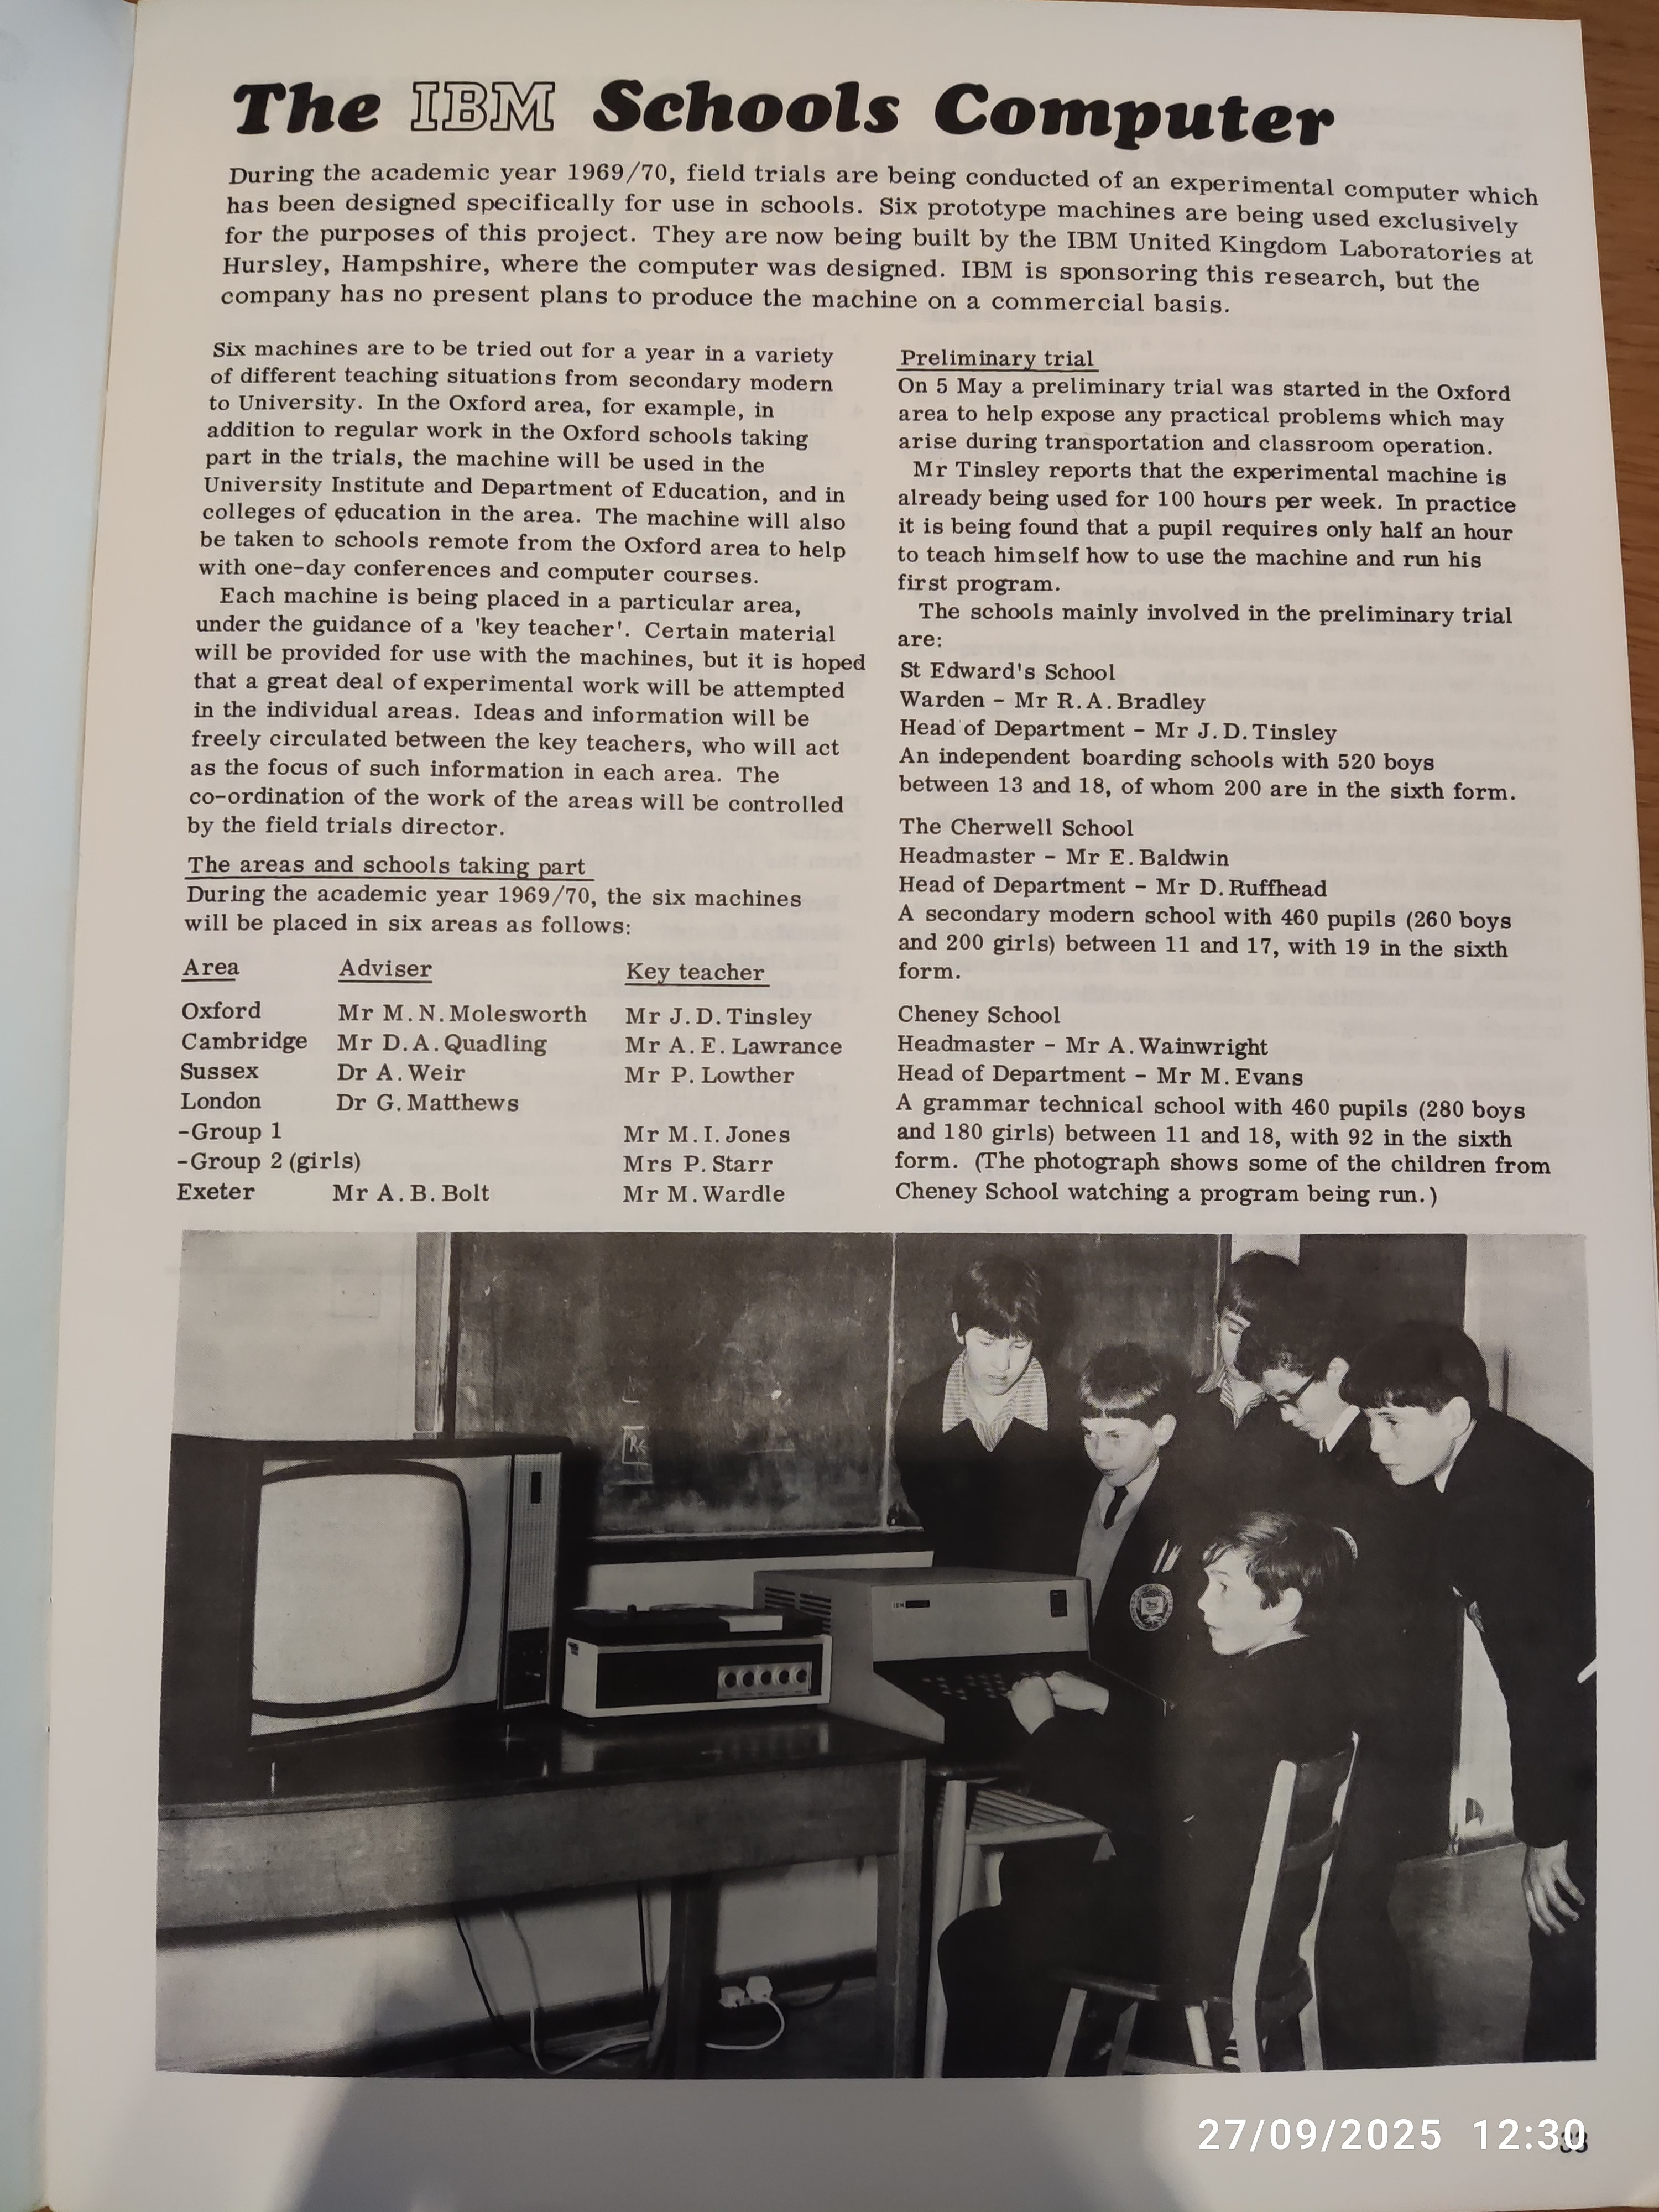 The IBM Schools Computer
During the academic year 1969/70, field trials are being conducted of an experimental computer which
has been designed specifically for use in schools. Six prototype machines are being used exclusively
for the purposes of this project. They are now being built by the IBM United Kingdom Laboratories at
Hursley, Hampshire, where the computer was designed. IBM is sponsoring this research, but the
company has no present plans to produce the machine on a commercial basis.
Six machines are to be tried out for a year in a variety
of different teaching situations from secondary modern
to University. In the Oxford area, for example, in
addition to regular work in the Oxford schools taking
part in the trials, the machine will be used in the
University Institute and Department of Education, and in
colleges of education in the area. The machine will also
be taken to schools remote from the Oxford area to help
with one-day conferences and computer courses.
Each machine is being placed in a particular area,
under the guidance of a 'key teacher'. Certain material
will be provided for use with the machines, but it is hoped
that a great deal of experimental work will be attempted
in the individual areas. Ideas and information will be
freely circulated between the key teachers, who will act
as the focus of such information in each area. The
co-ordination of the work of the areas will be controlled
by the field trials director.
The areas and schools taking part
During the academic year 1969/70, the six machines
will be placed in six areas as follows:
Area Adviser Key teacher
Oxford Mr M.N. Molesworth Mr J.D. Tinsley
Cambridge Mr D.A. Quadling Mr A.E. Lawrance
Sussex Dr A. Weir Mr P. Lowther
London Dr G. Matthews
-Group 1 Mr M.I. Jones
-Group 2 (girls) Mrs P. Starr
Exeter Mr A.B. Bolt Mr M. Wardle
Preliminary trial
On 5 May a preliminary trial was started in the Oxford
area to help expose any practical problems which may
arise during transportation and classroom operation.
Mr Tinsley reports that the experimental machine is
already being used for 100 hours per week. In practice
it is being found that a pupil requires only half an hour
to teach himself how to use the machine and run his
first program.
The schools mainly involved in the preliminary trial
are:
St Edward's School
Warden - Mr R.A. Bradley
Head of Department - Mr J.D. Tinsley
An independent boarding schools with 520 boys
between 13 and 18, of whom 200 are in the sixth form.
The Cherwell School
Headmaster - Mr E. Baldwin
Head of Department - Mr D. Ruffhead
A secondary modern school with 460 pupils (260 boys
and 200 girls) between 11 and 17, with 19 in the sixth
form.
Cheney School
Headmaster - Mr A. Wainwright
Head of Department - Mr M. Evans
A grammar technical school with 460 pupils (280 boys
and 180 girls) between 11 and 18, with 92 in the sixth
form. (The photograph shows some of the children from
Cheney School watching a program being run.)
IBM
27/09/2025 12:30